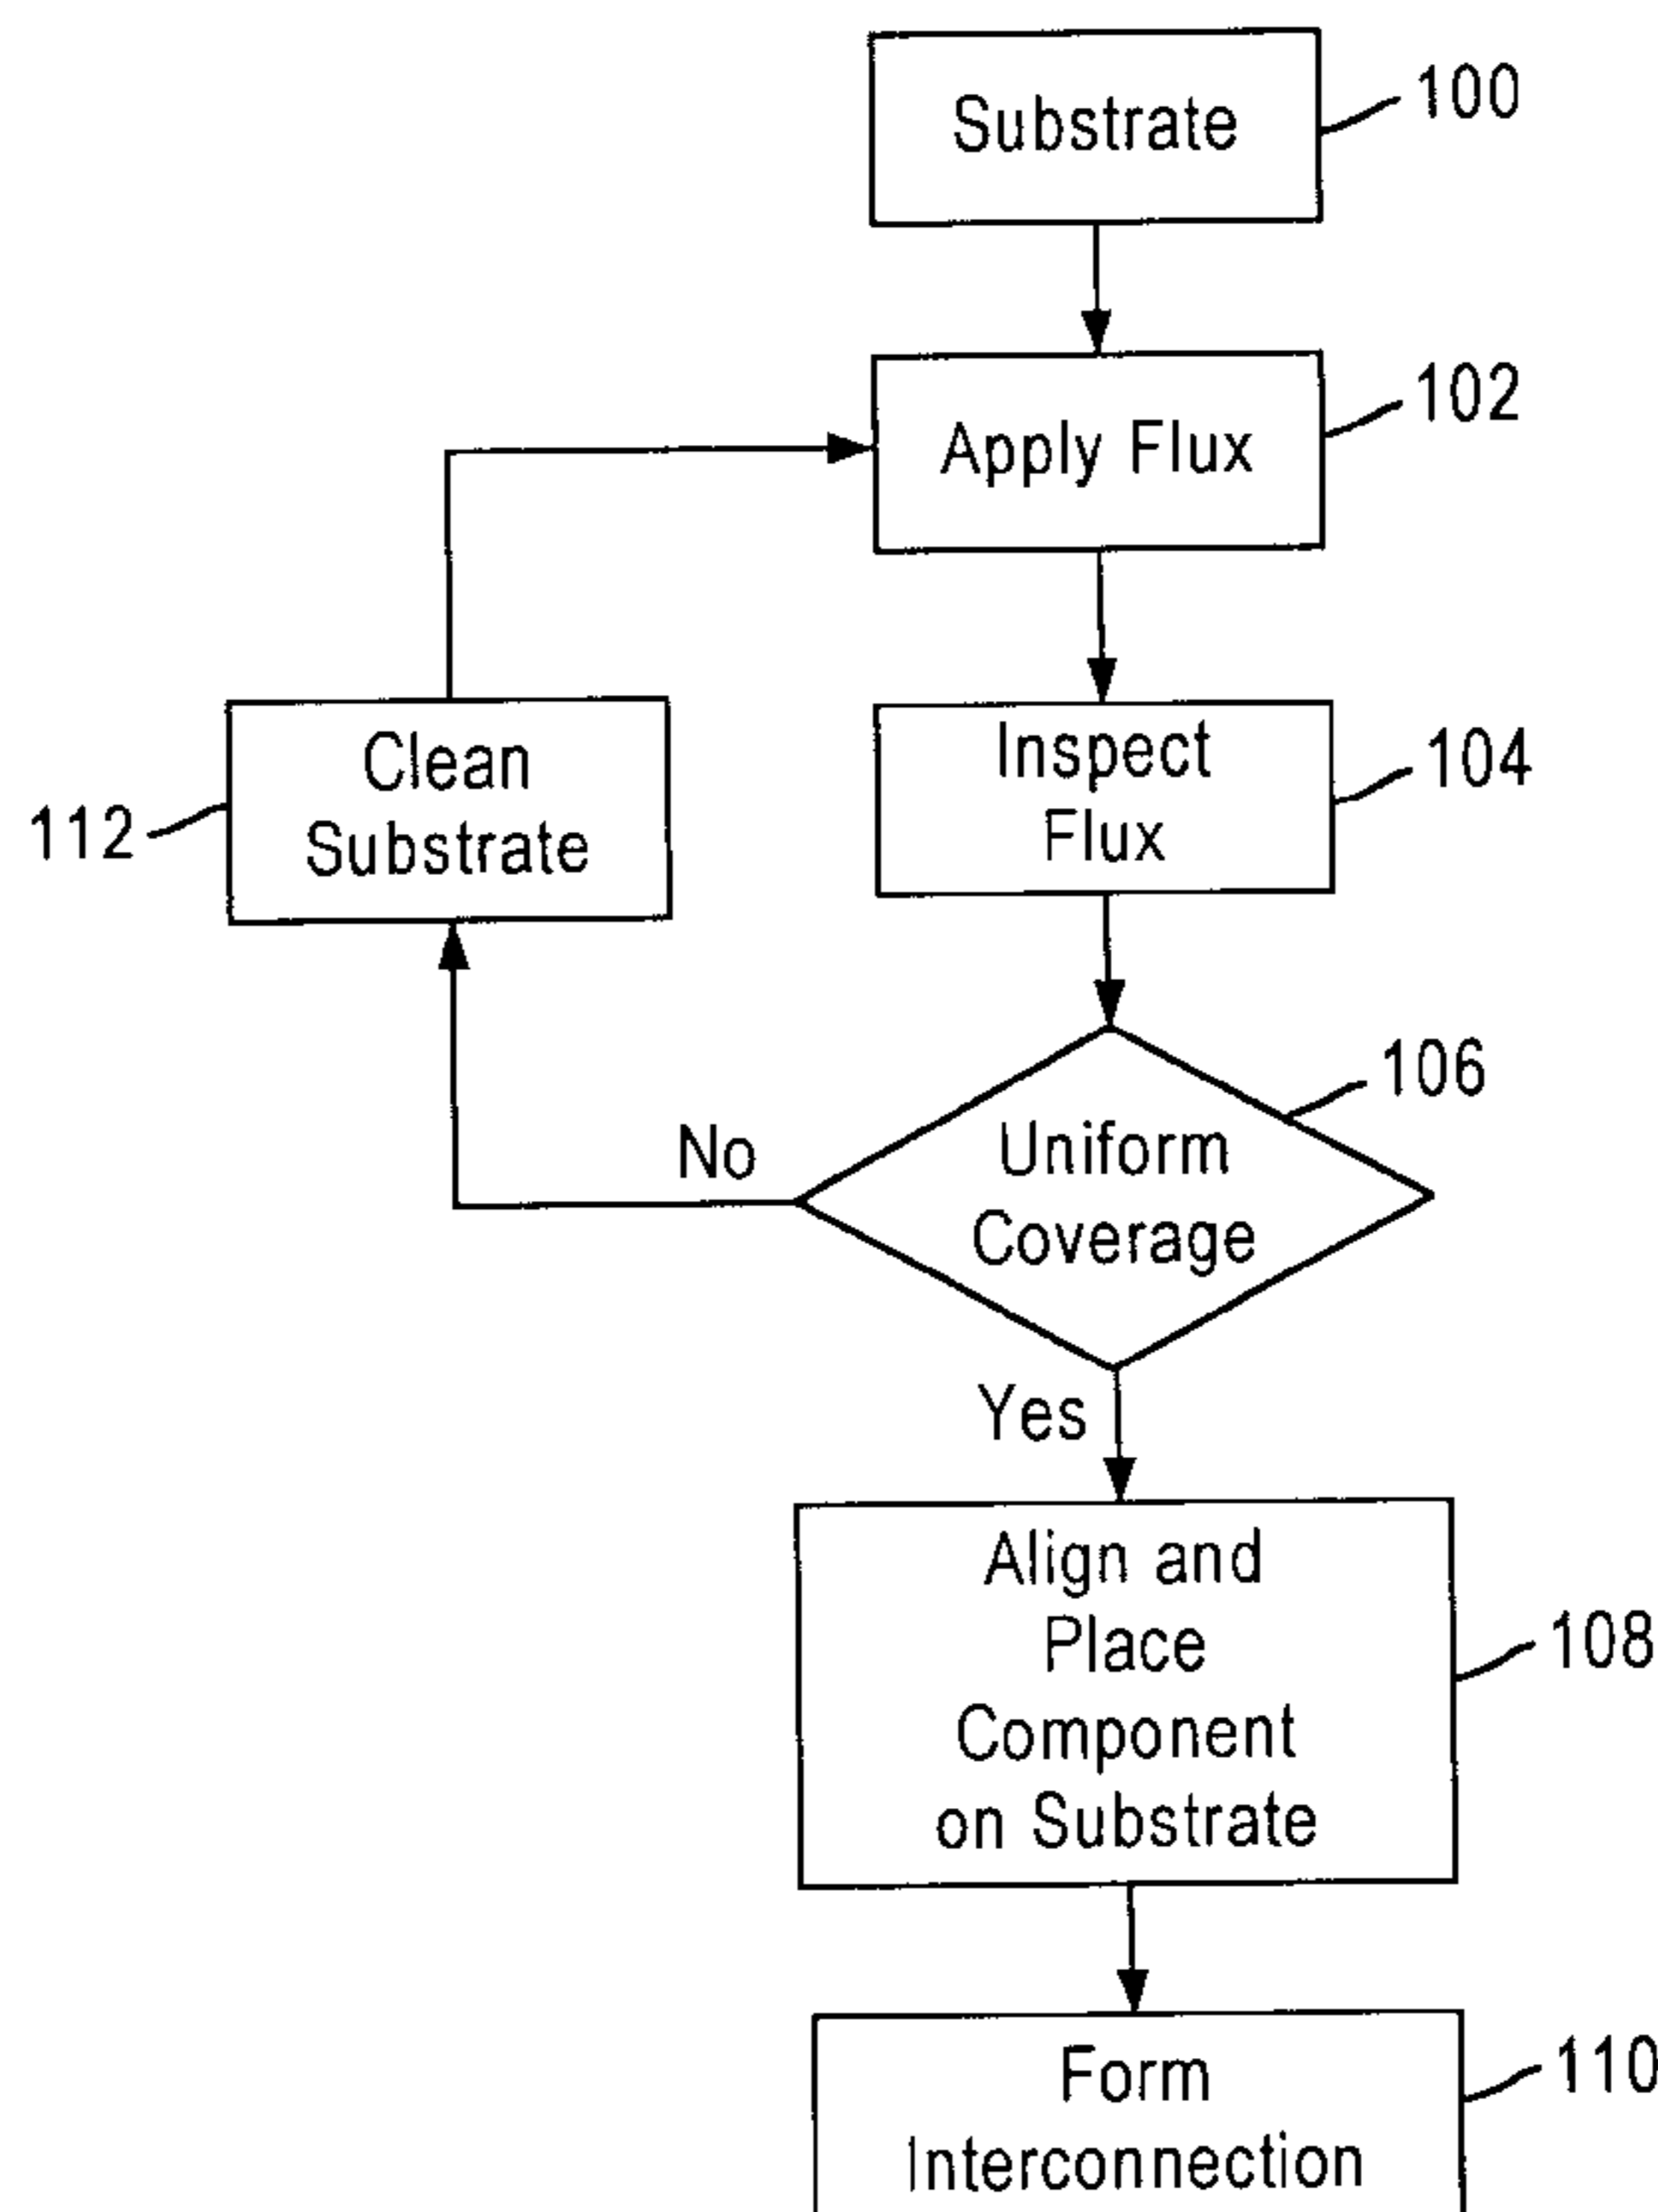 Substrate
100
Apply Flux
102
Inspect
Flux
104
Clean
Substrate
112
Uniform
Coverage
106
No
Yes
Align and
Place
Component
on Substrate
108
Form
Interconnection
110